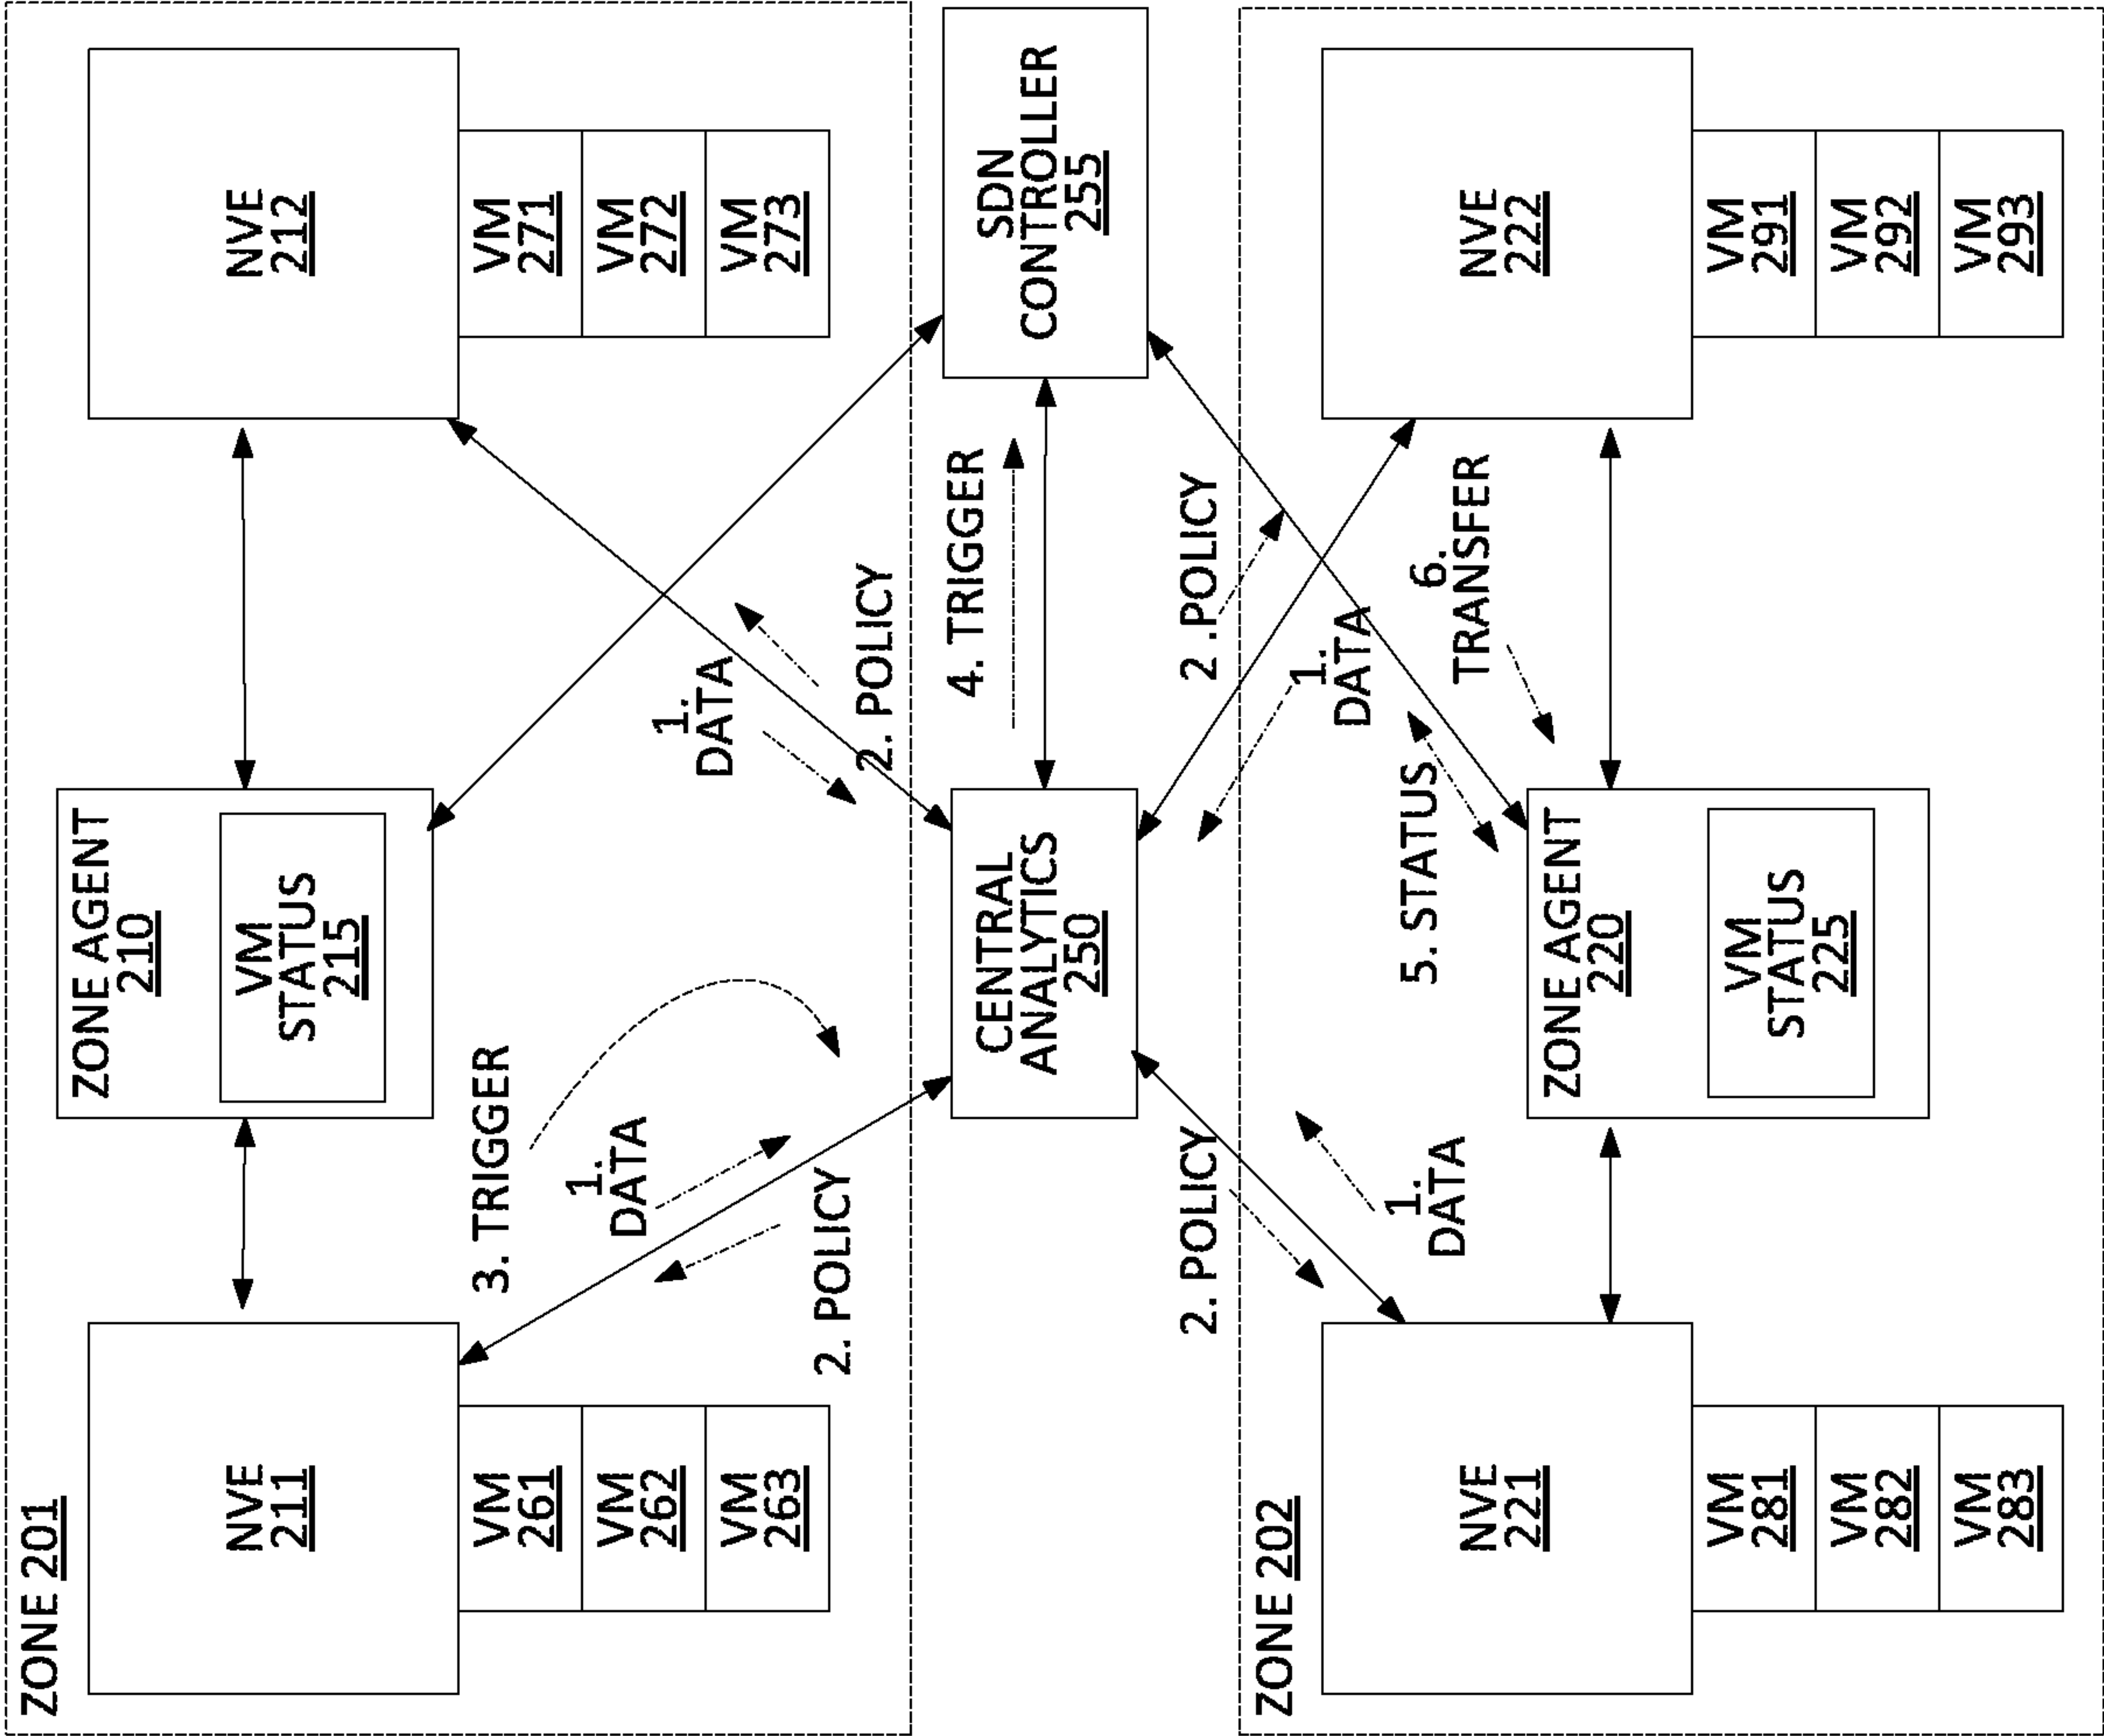 ZONE 201
NVE
211
VM
261
VM
262
VM
263
ZONE AGENT
210
VM
STATUS
215
NVE
212
VM
271
VM
272
VM
273
3. TRIGGER
1.
DATA
2. POLICY
1.
DATA
2. POLICY
CENTRAL
ANALYTICS
250
4. TRIGGER
SDN
CONTROLLER
255
2. POLICY
1.
DATA
2 .POLICY
1.
DATA
5. STATUS
6.
TRANSFER
ZONE 202
NVE
221
VM
281
VM
282
VM
283
ZONE AGENT
220
VM
STATUS
225
NVE
222
VM
291
VM
292
VM
293